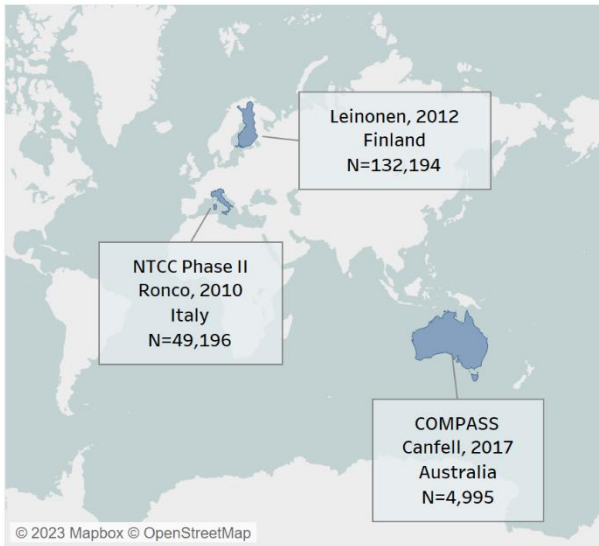 Leinonen, 2012
Finland
N=132,194
NTCC Phase II
Ronco, 2010
Italy
N=49,196
COMPASS
Canfell, 2017
Australia
N=4,995
© 2023 Mapbox © OpenStreetMap